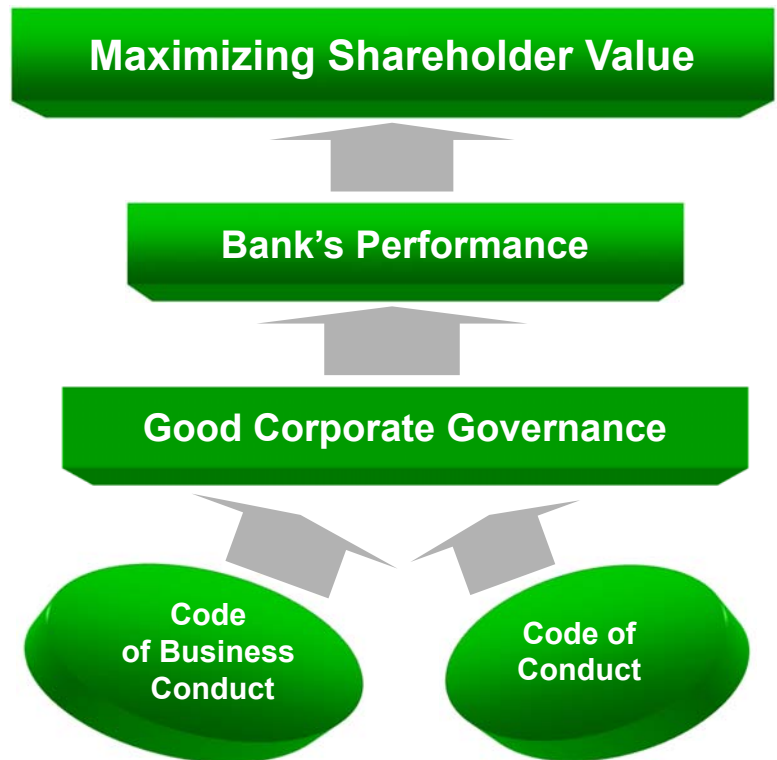 Maximizing Shareholder Value
Bank’s Performance
Good Corporate Governance
Code
of Business
Conduct
Code of
Conduct